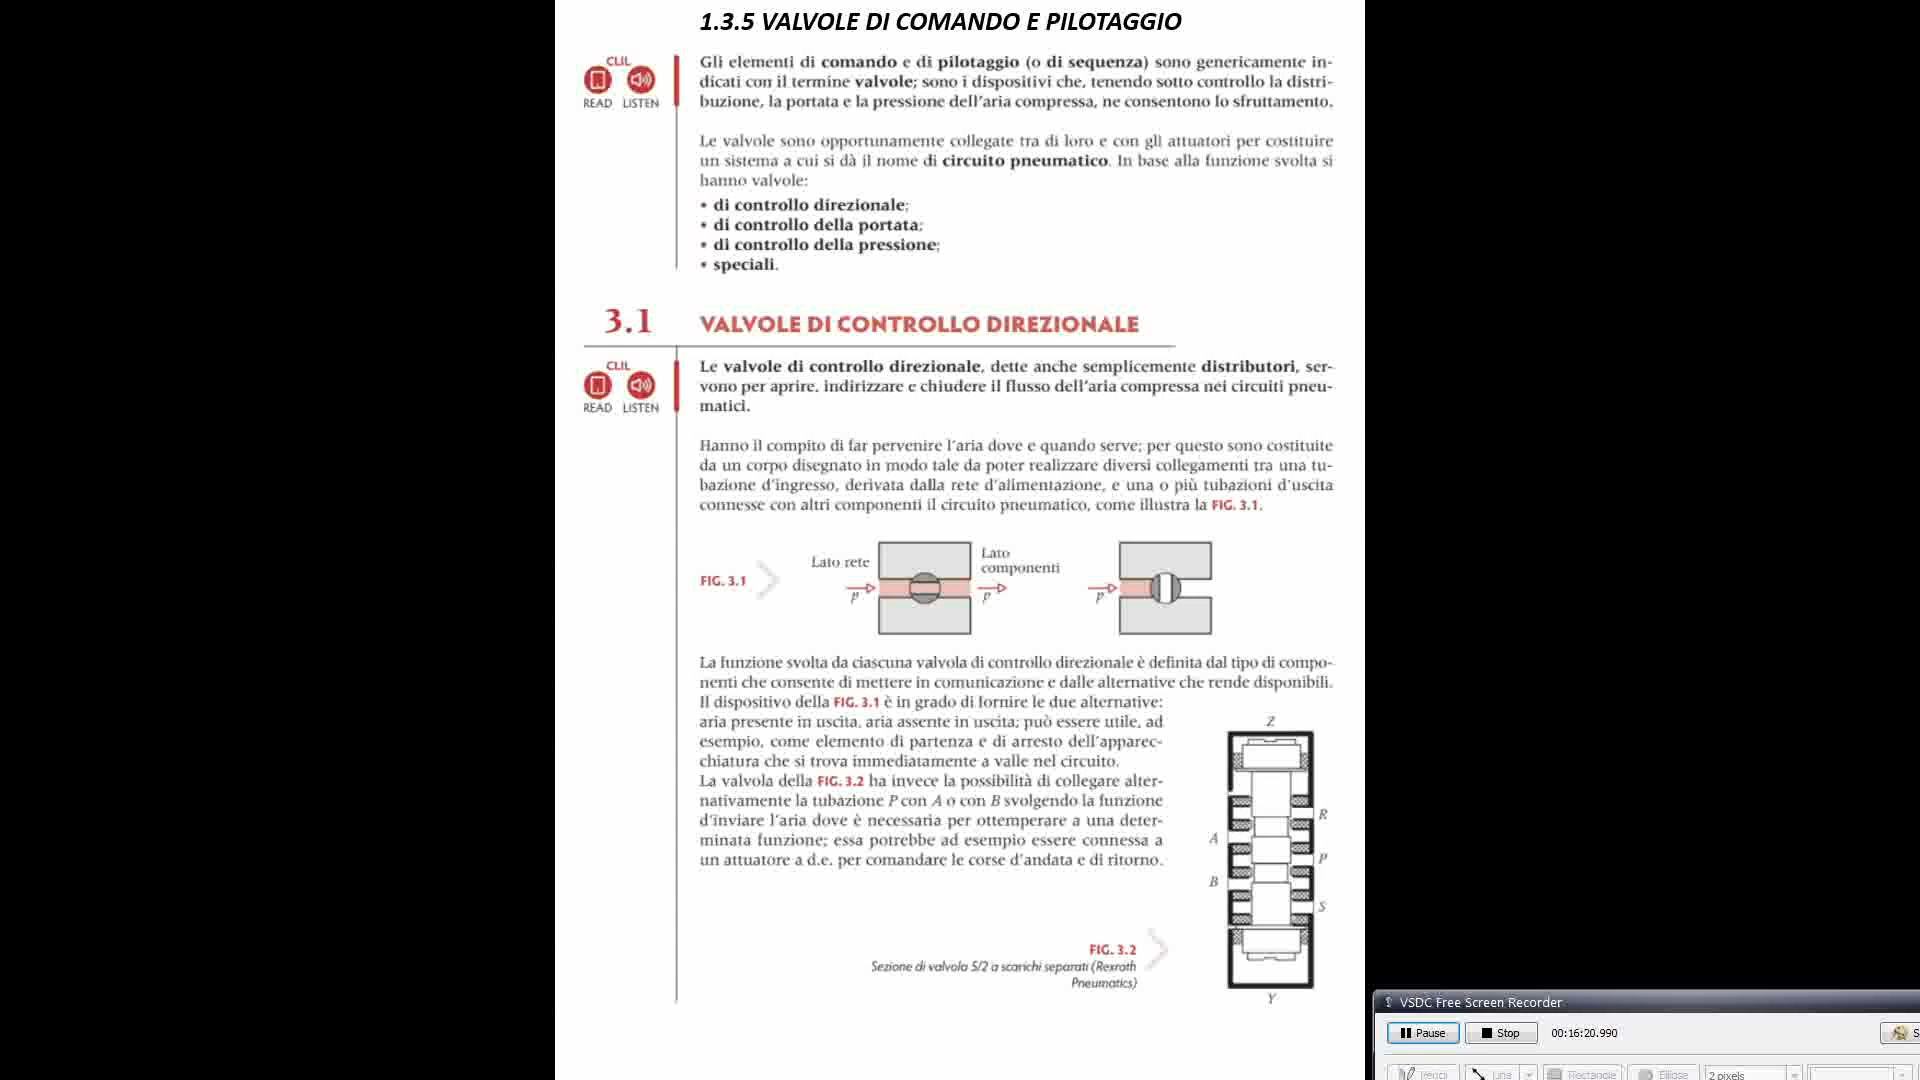 1.3.5 VALVOLE DI COMANDO E PILOTAGGIO
CLIL
READ LISTEN
Gli elementi di comando e di pilotaggio (o di sequenza) sono genericamente in-
dicati con il termine valvole; sono i dispositivi che, tenendo sotto controllo la distri-
buzione, la portata e la pressione dell'aria compressa, ne consentono lo sfruttamento.
Le valvole sono opportunamente collegate tra di loro e con gli attuatori per costituire
un sistema a cui si dà il nome di circuito pneumatico. In base alla funzione svolta si
hanno valvole:
• di controllo direzionale;
• di controllo della portata;
• di controllo della pressione;
• speciali.
3.1 VALVOLE DI CONTROLLO DIREZIONALE
CLIL
READ LISTEN
Le valvole di controllo direzionale, dette anche semplicemente distributori, ser-
vono per aprire, indirizzare e chiudere il flusso dell'aria compressa nei circuiti pneu-
matici.
Hanno il compito di far pervenire l'aria dove e quando serve; per questo sono costituite
da un corpo disegnato in modo tale da poter realizzare diversi collegamenti tra una tu-
bazione d'ingresso, derivata dalla rete d'alimentazione, e una o più tubazioni d'uscita
connesse con altri componenti il circuito pneumatico, come illustra la FIG. 3.1.
FIG. 3.1
Lato rete
Lato
componenti
p
p
p
La funzione svolta da ciascuna valvola di controllo direzionale è definita dal tipo di compo-
nenti che consente di mettere in comunicazione e dalle alternative che rende disponibili.
Il dispositivo della FIG. 3.1 è in grado di fornire le due alternative:
aria presente in uscita, aria assente in uscita; può essere utile, ad
esempio, come elemento di partenza e di arresto dell'apparec-
chiatura che si trova immediatamente a valle nel circuito.
La valvola della FIG. 3.2 ha invece la possibilità di collegare alter-
nativamente la tubazione P con A o con B svolgendo la funzione
d'inviare l'aria dove è necessaria per ottemperare a una deter-
minata funzione; essa potrebbe ad esempio essere connessa a
un attuatore a d.e. per comandare le corse d'andata e di ritorno.
Z
R
A
P
B
S
Y
FIG. 3.2
Sezione di valvola 5/2 a scarichi separati (Rexroth
Pneumatics)
VSDC Free Screen Recorder
Pause Stop 00:16:20.990
Rectangle Ellipse 2 pixels